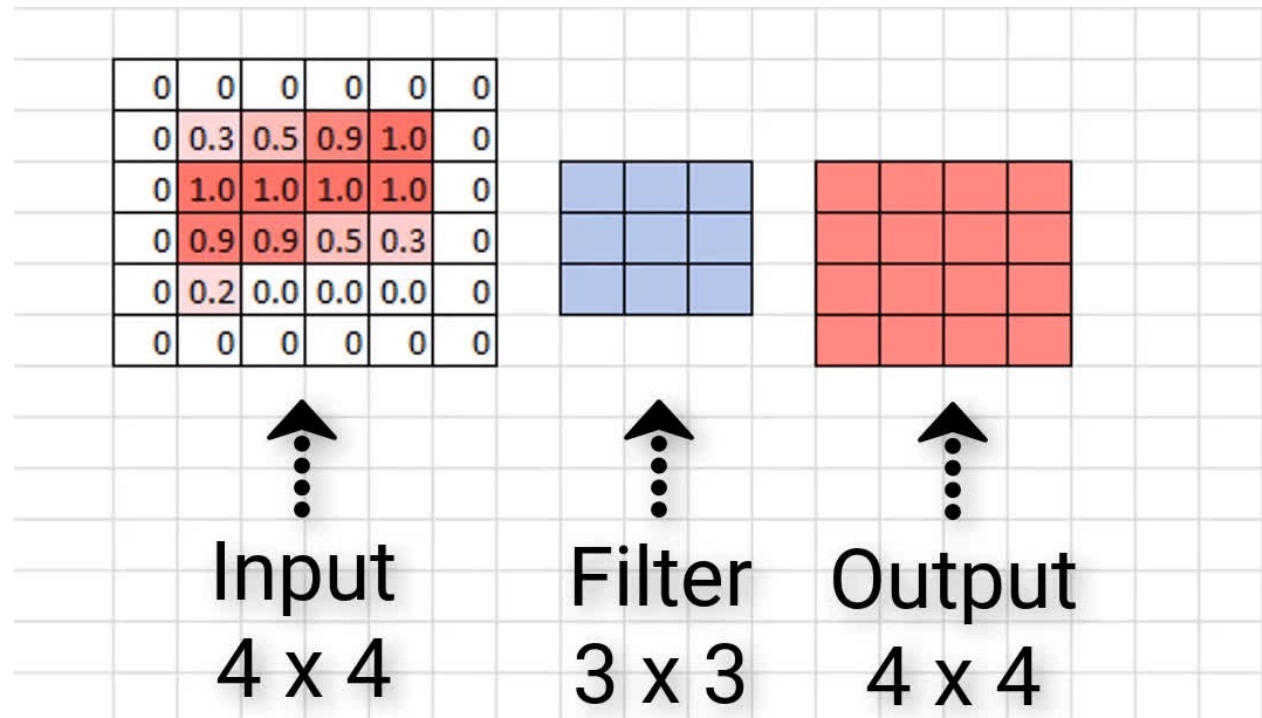 0 0 0 0 0 0
0 0.3 0.5 0.9 1.0 0
0 1.0 1.0 1.0 1.0 0
0 0.9 0.9 0.5 0.3 0
0 0.2 0.0 0.0 0.0 0
0 0 0 0 0 0
Input
4 x 4
Filter
3 x 3
Output
4 x 4